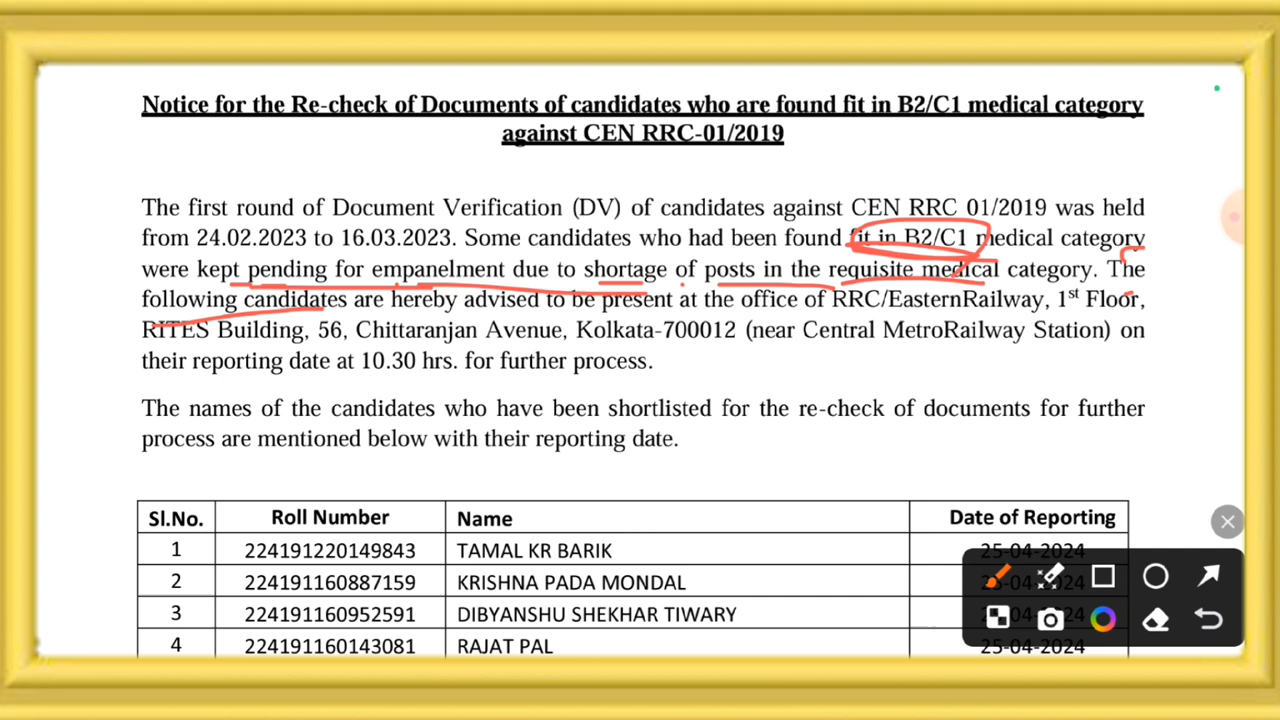 Notice for the Re-check of Documents of candidates who are found fit in B2/C1 medical category
against CEN RRC-01/2019
The first round of Document Verification (DV) of candidates against CEN RRC 01/2019 was held
from 24.02.2023 to 16.03.2023. Some candidates who had been found fit in B2/C1 medical category
were kept pending for empanelment due to shortage of posts in the requisite medical category. The
following candidates are hereby advised to be present at the office of RRC/EasternRailway, 1st Floor,
RITES Building, 56, Chittaranjan Avenue, Kolkata-700012 (near Central MetroRailway Station) on
their reporting date at 10.30 hrs. for further process.
The names of the candidates who have been shortlisted for the re-check of documents for further
process are mentioned below with their reporting date.
Sl.No. Roll Number Name Date of Reporting
1 224191220149843 TAMAL KR BARIK 25-04-2024
2 224191160887159 KRISHNA PADA MONDAL
3 224191160952591 DIBYANSHU SHEKHAR TIWARY
4 224191160143081 RAJAT PAL 25-04-2024